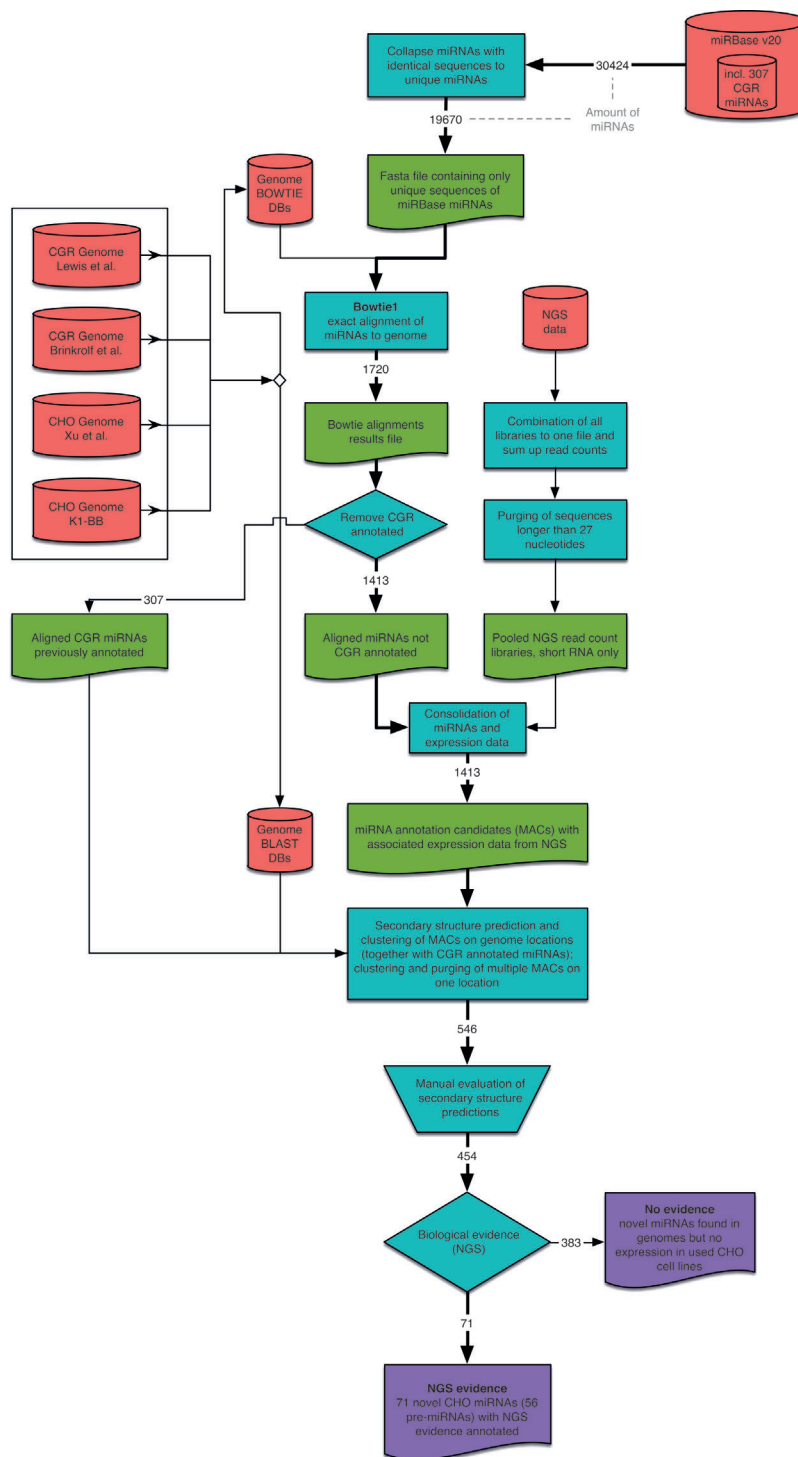 miRBase v20
incl. 307
CGR
miRNAs
30424
Collapse miRNAs with
identical sequences to
unique miRNAs
Amount of
miRNAs
19670
Fasta file containing only
unique sequences of
miRBase miRNAs
Genome
BOWTIE
DBs
CGR Genome
Lewis et al.
CGR Genome
Brinkrolf et al.
CHO Genome
Xu et al.
CHO Genome
K1-BB
Bowtie1
exact alignment of
miRNAs to genome
1720
Bowtie alignments
results file
Remove CGR
annotated
307
1413
Aligned CGR miRNAs
previously annotated
Aligned miRNAs not
CGR annotated
NGS
data
Combination of all
libraries to one file and
sum up read counts
Purging of sequences
longer than 27
nucleotides
Pooled NGS read count
libraries, short RNA only
Consolidation of
miRNAs and
expression data
1413
miRNA annotation candidates (MACs) with
associated expression data from NGS
Genome
BLAST
DBs
Secondary structure prediction and
clustering of MACs on genome locations
(together with CGR annotated miRNAs);
clustering and purging of multiple MACs on
one location
546
Manual evaluation of
secondary structure
predictions
454
Biological evidence
(NGS)
383
No evidence
novel miRNAs found in
genomes but no
expression in used CHO
cell lines
71
NGS evidence
71 novel CHO miRNAs (56
pre-miRNAs) with NGS
evidence annotated